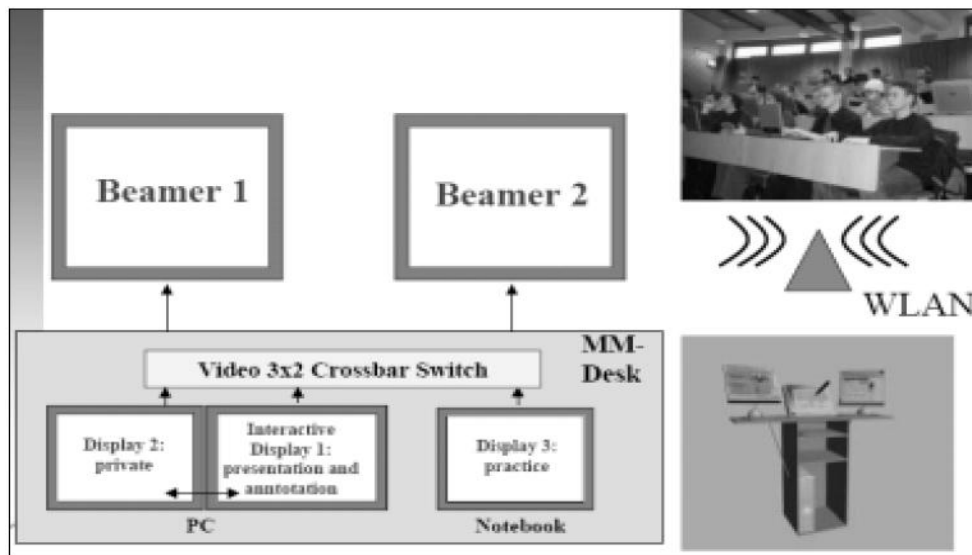 Beamer 1
Beamer 2
WLAN
MM-
Desk
Video 3x2 Crossbar Switch
Display 2:
private
Interactive
Display 1:
presentation and
anntotation
Display 3:
practice
PC
Notebook